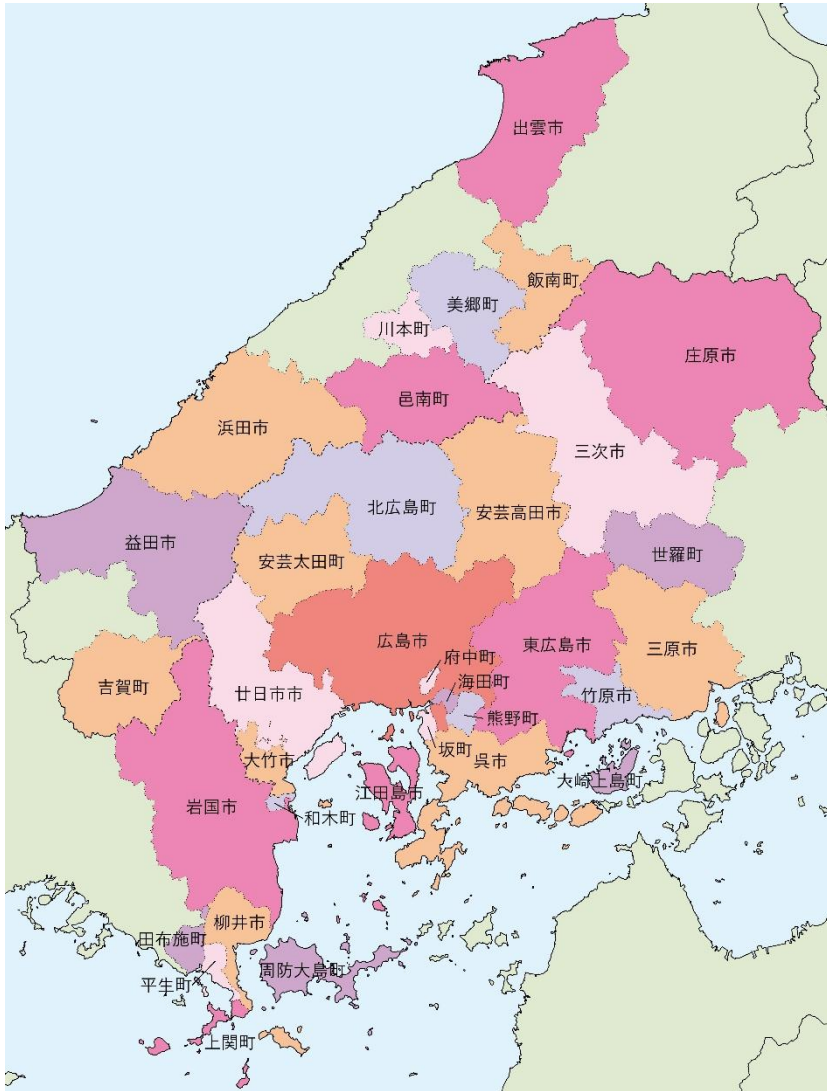 出雲市
飯南町
美郷町
川本町
庄原市
邑南町
浜田市
三次市
北広島町
安芸高田市
益田市
安芸太田町
世羅町
広島市
東広島市
三原市
府中町
海田町
吉賀町
廿日市市
竹原市
熊野町
坂町
呉市
大竹市
大崎上島町
江田島市
岩国市
和木町
柳井市
田布施町
周防大島町
平生町
上関町